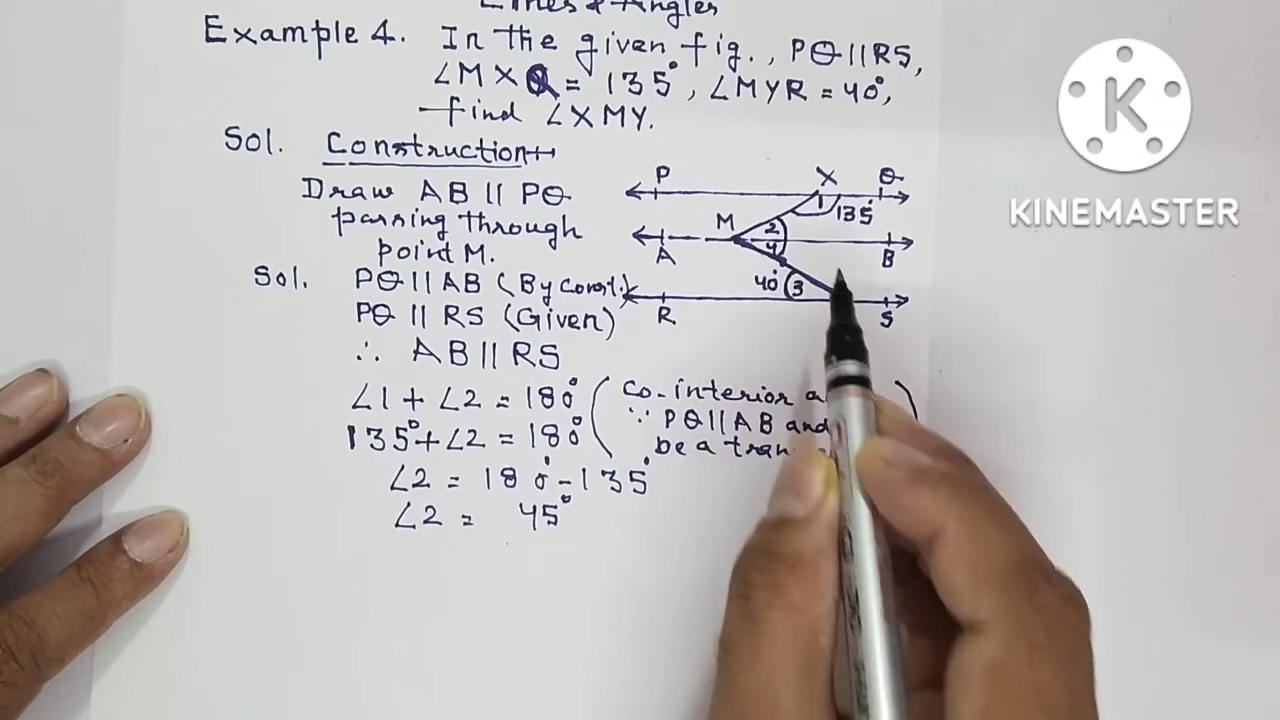 Lines & Angles
Example 4. In the given fig., PQ || RS,
∠MXQ = 135°, ∠MYR = 40°,
find ∠XMY.
Sol. Construction
Draw AB || PQ
passing through
point M.
Sol. PQ || AB (By const.)
PQ || RS (Given)
∴ AB || RS
∠1 + ∠2 = 180° (Co-interior
135° + ∠2 = 180° ∵ PQ || AB and
be a
∠2 = 180° - 135°
∠2 = 45°
P X Q
1 135°
M 2
A 4 B
40° 3
R S
K
KINEMASTER